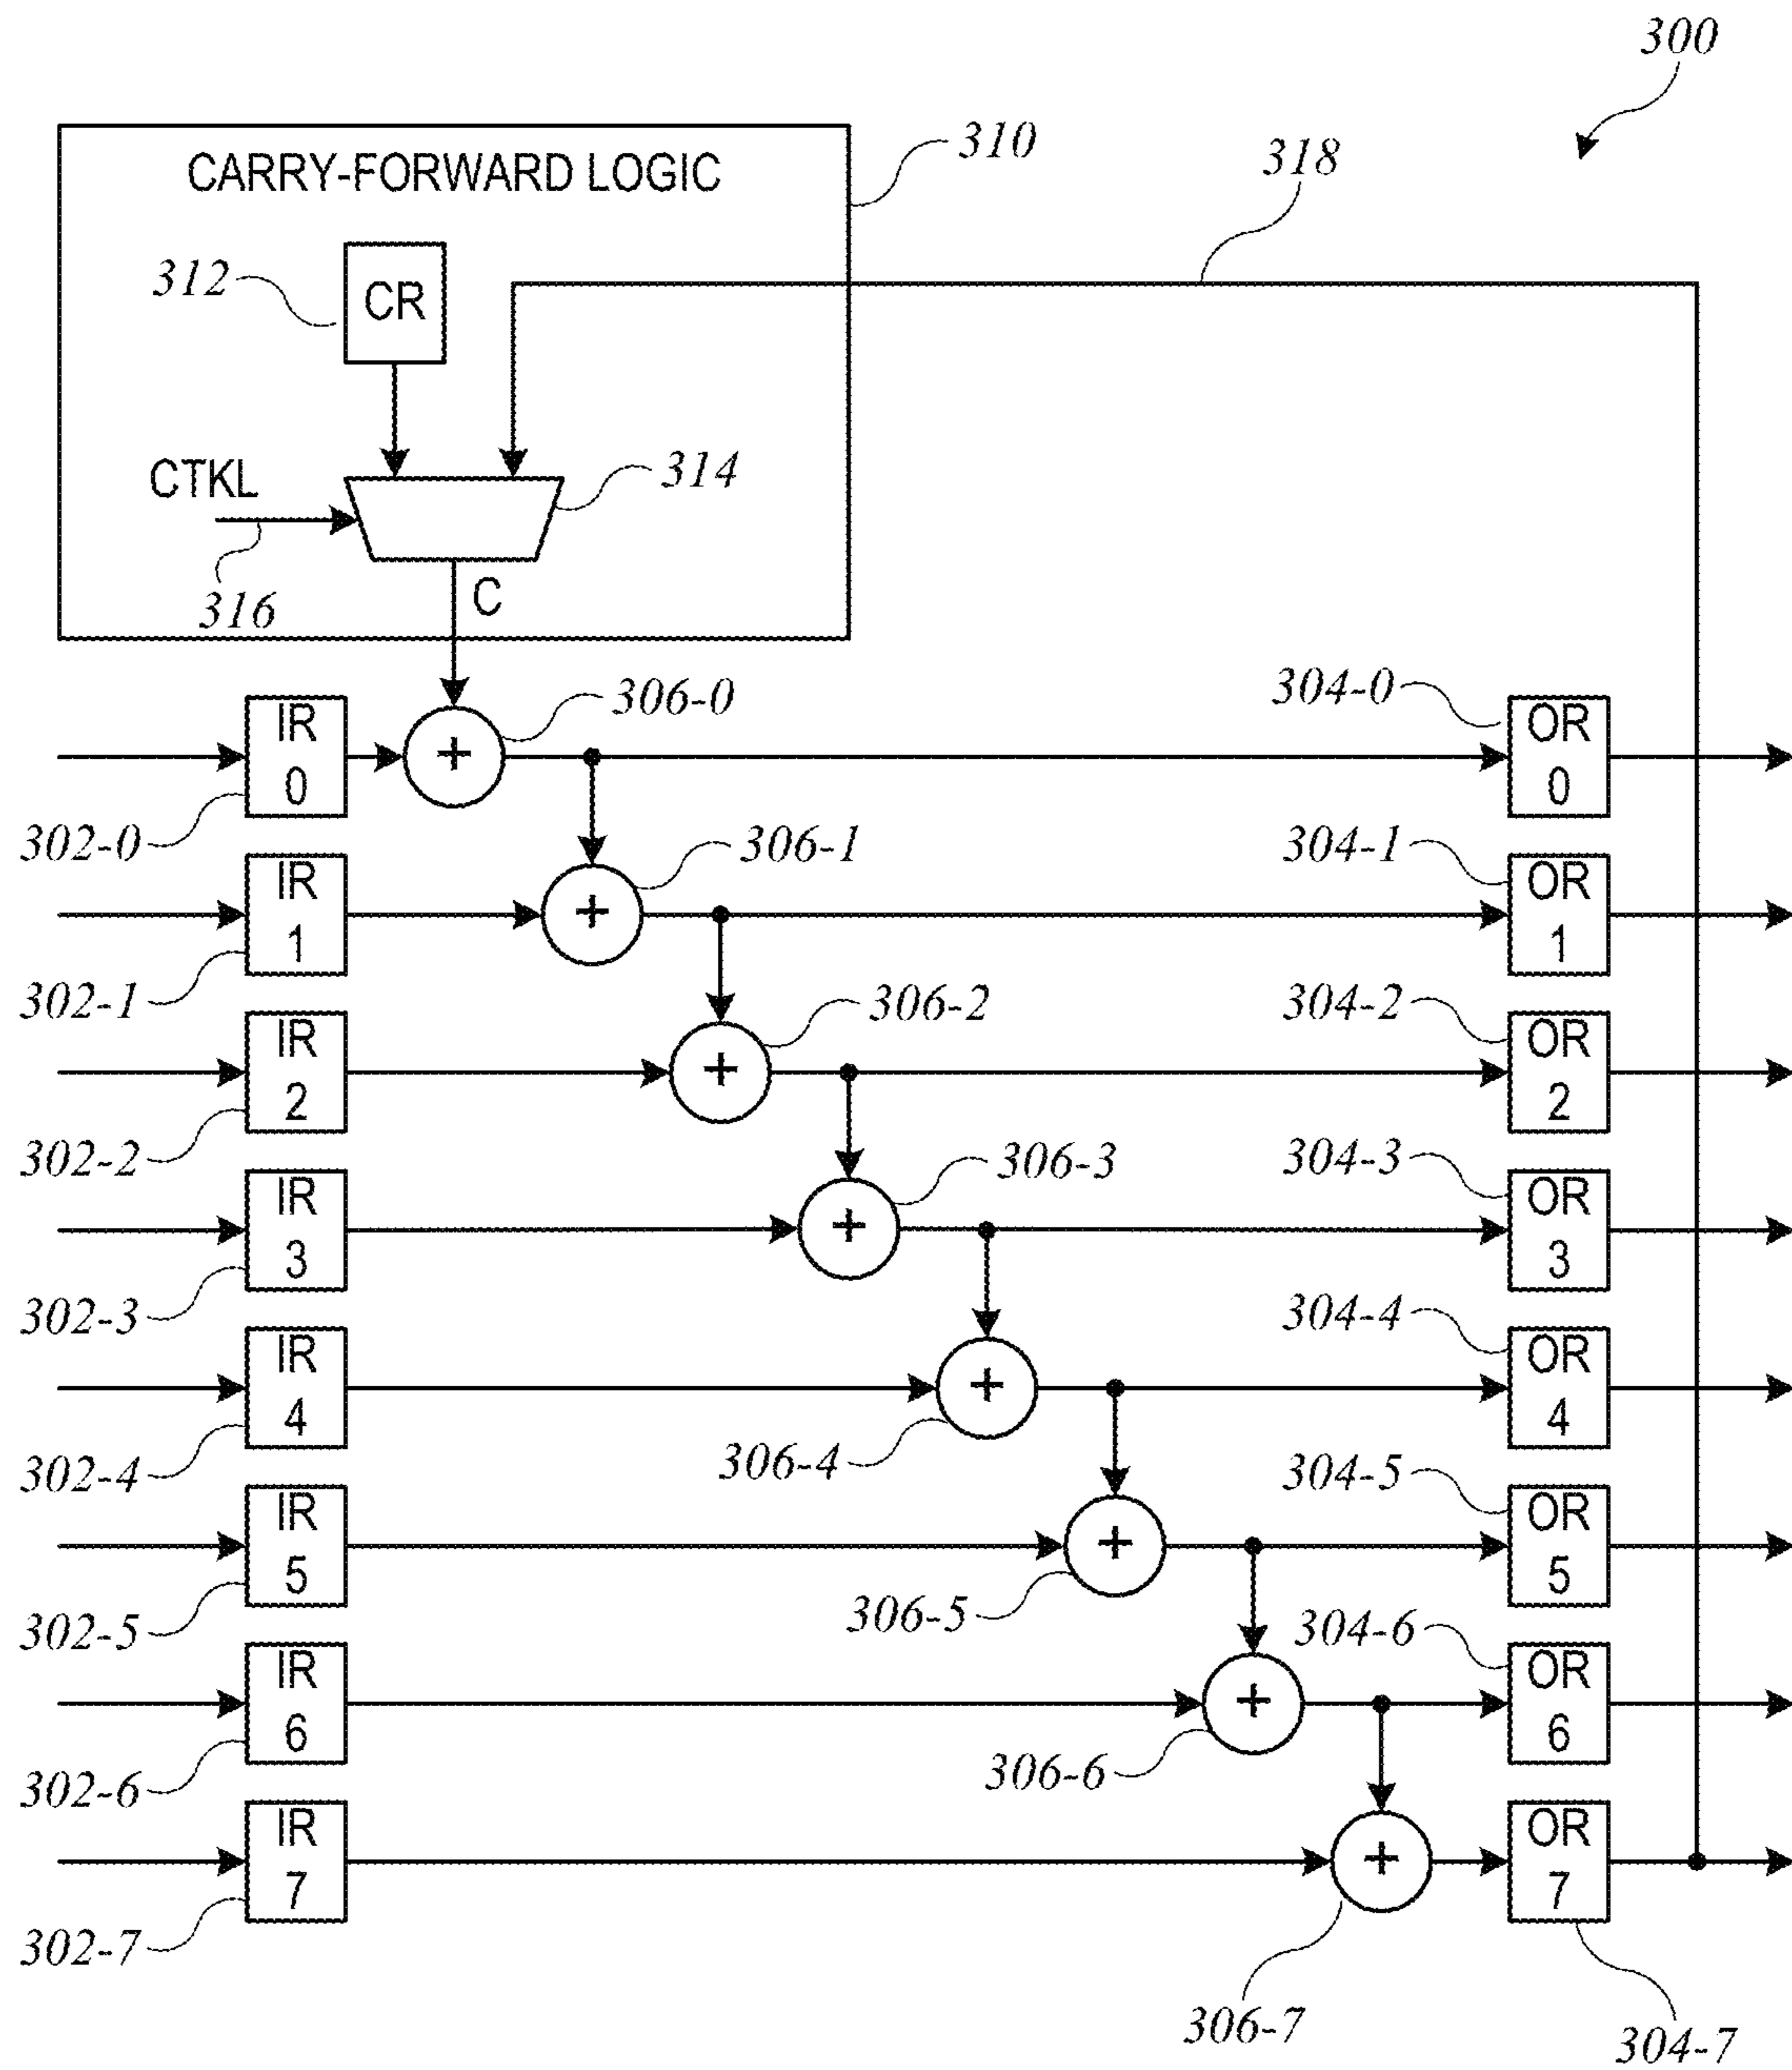 300
CARRY-FORWARD LOGIC
310
318
312
CR
CTKL
314
316
C
306-0
304-0
IR
0
+
OR
0
302-0
306-1
304-1
IR
1
+
OR
1
302-1
306-2
304-2
IR
2
+
OR
2
302-2
306-3
304-3
IR
3
+
OR
3
302-3
304-4
IR
4
+
OR
4
302-4
306-4
304-5
IR
5
+
OR
5
302-5
306-5
304-6
IR
6
+
OR
6
302-6
306-6
IR
7
+
OR
7
302-7
306-7
304-7